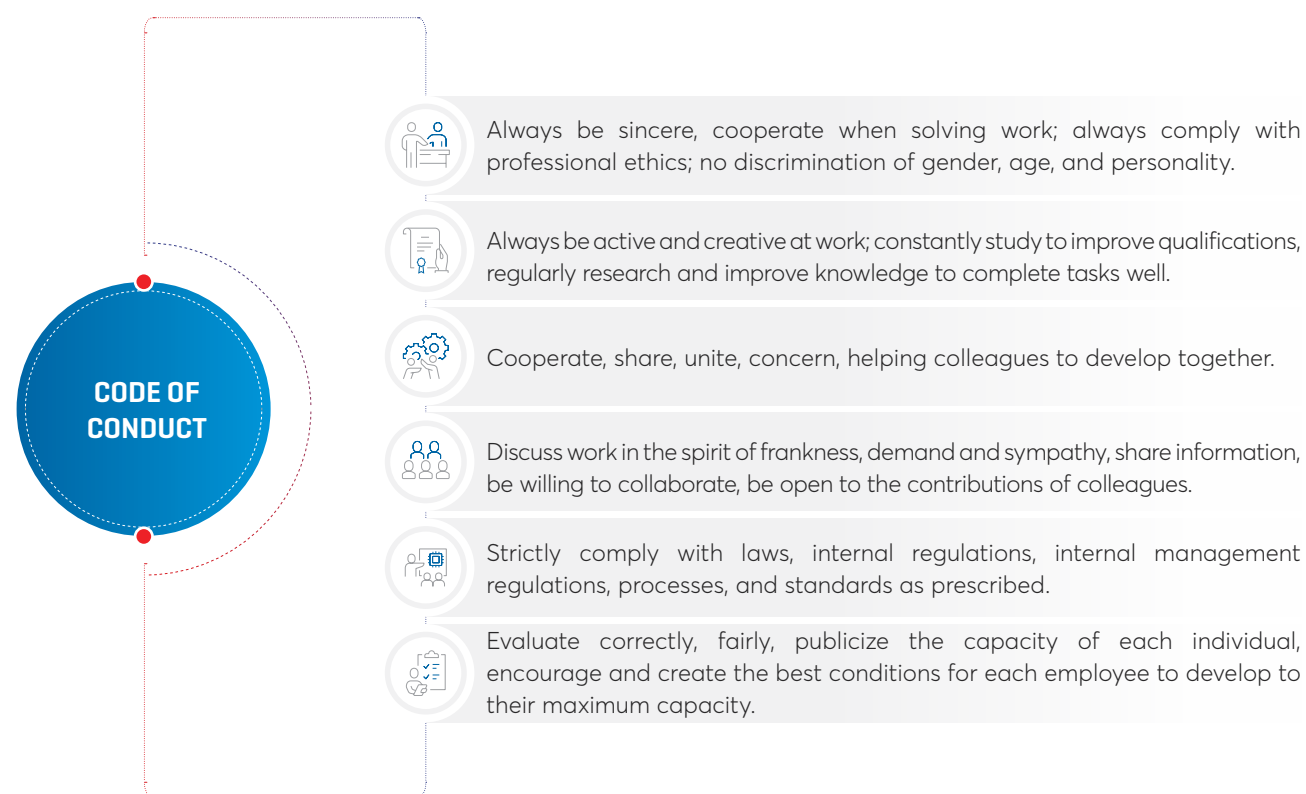 CODE OF
CONDUCT
Always be sincere, cooperate when solving work; always comply with
professional ethics; no discrimination of gender, age, and personality.
Always be active and creative at work; constantly study to improve qualifications,
regularly research and improve knowledge to complete tasks well.
Cooperate, share, unite, concern, helping colleagues to develop together.
Discuss work in the spirit of frankness, demand and sympathy, share information,
be willing to collaborate, be open to the contributions of colleagues.
Strictly comply with laws, internal regulations, internal management
regulations, processes, and standards as prescribed.
Evaluate correctly, fairly, publicize the capacity of each individual,
encourage and create the best conditions for each employee to develop to
their maximum capacity.